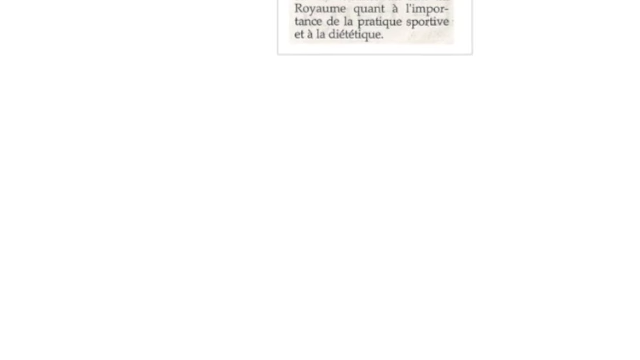 Royaume quant à l'impor-
tance de la pratique sportive
et à la diététique.